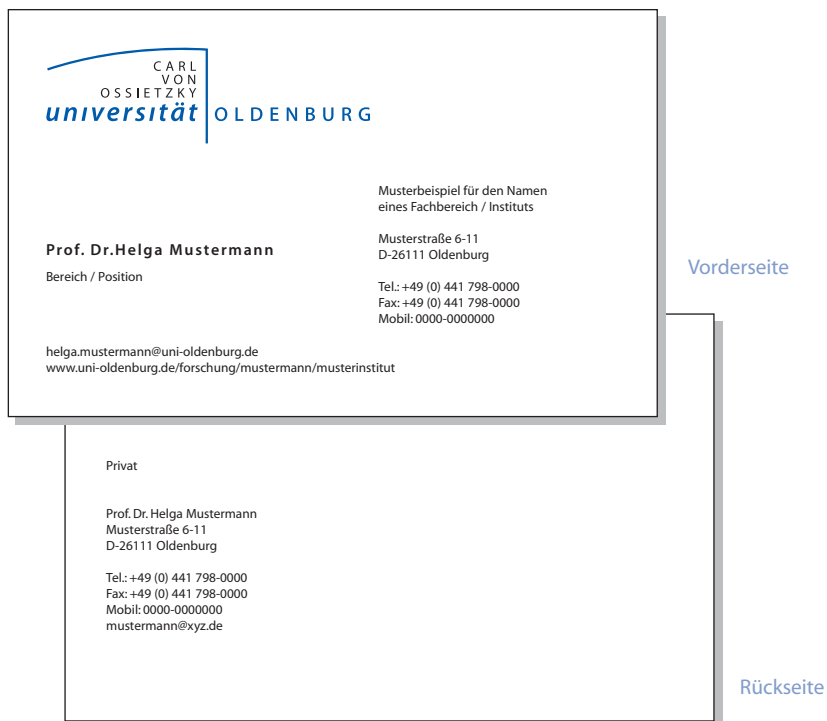 CARL
VON
OSSIETZKY
universität OLDENBURG
Musterbeispiel für den Namen
eines Fachbereich / Instituts
Musterstraße 6-11
D-26111 Oldenburg
Tel.: +49 (0) 441 798-0000
Fax: +49 (0) 441 798-0000
Mobil: 0000-0000000
Prof. Dr.Helga Mustermann
Bereich / Position
helga.mustermann@uni-oldenburg.de
www.uni-oldenburg.de/forschung/mustermann/musterinstitut
Vorderseite
Privat
Prof. Dr. Helga Mustermann
Musterstraße 6-11
D-26111 Oldenburg
Tel.: +49 (0) 441 798-0000
Fax: +49 (0) 441 798-0000
Mobil: 0000-0000000
mustermann@xyz.de
Rückseite